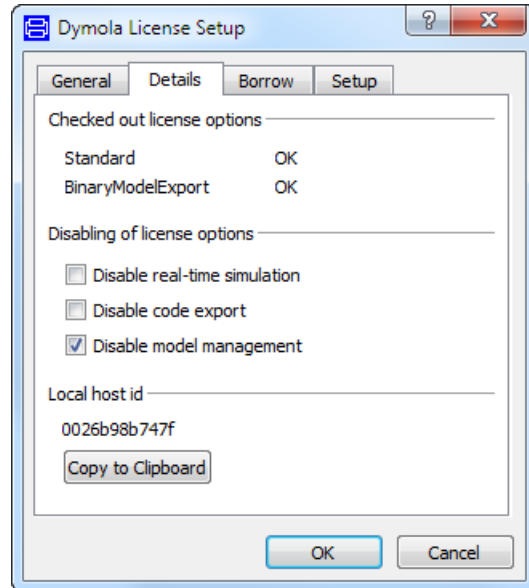 Dymola License Setup
General
Details
Borrow
Setup
Checked out license options
Standard OK
BinaryModelExport OK
Disabling of license options
Disable real-time simulation
Disable code export
Disable model management
Local host id
0026b98b747f
Copy to Clipboard
OK
Cancel